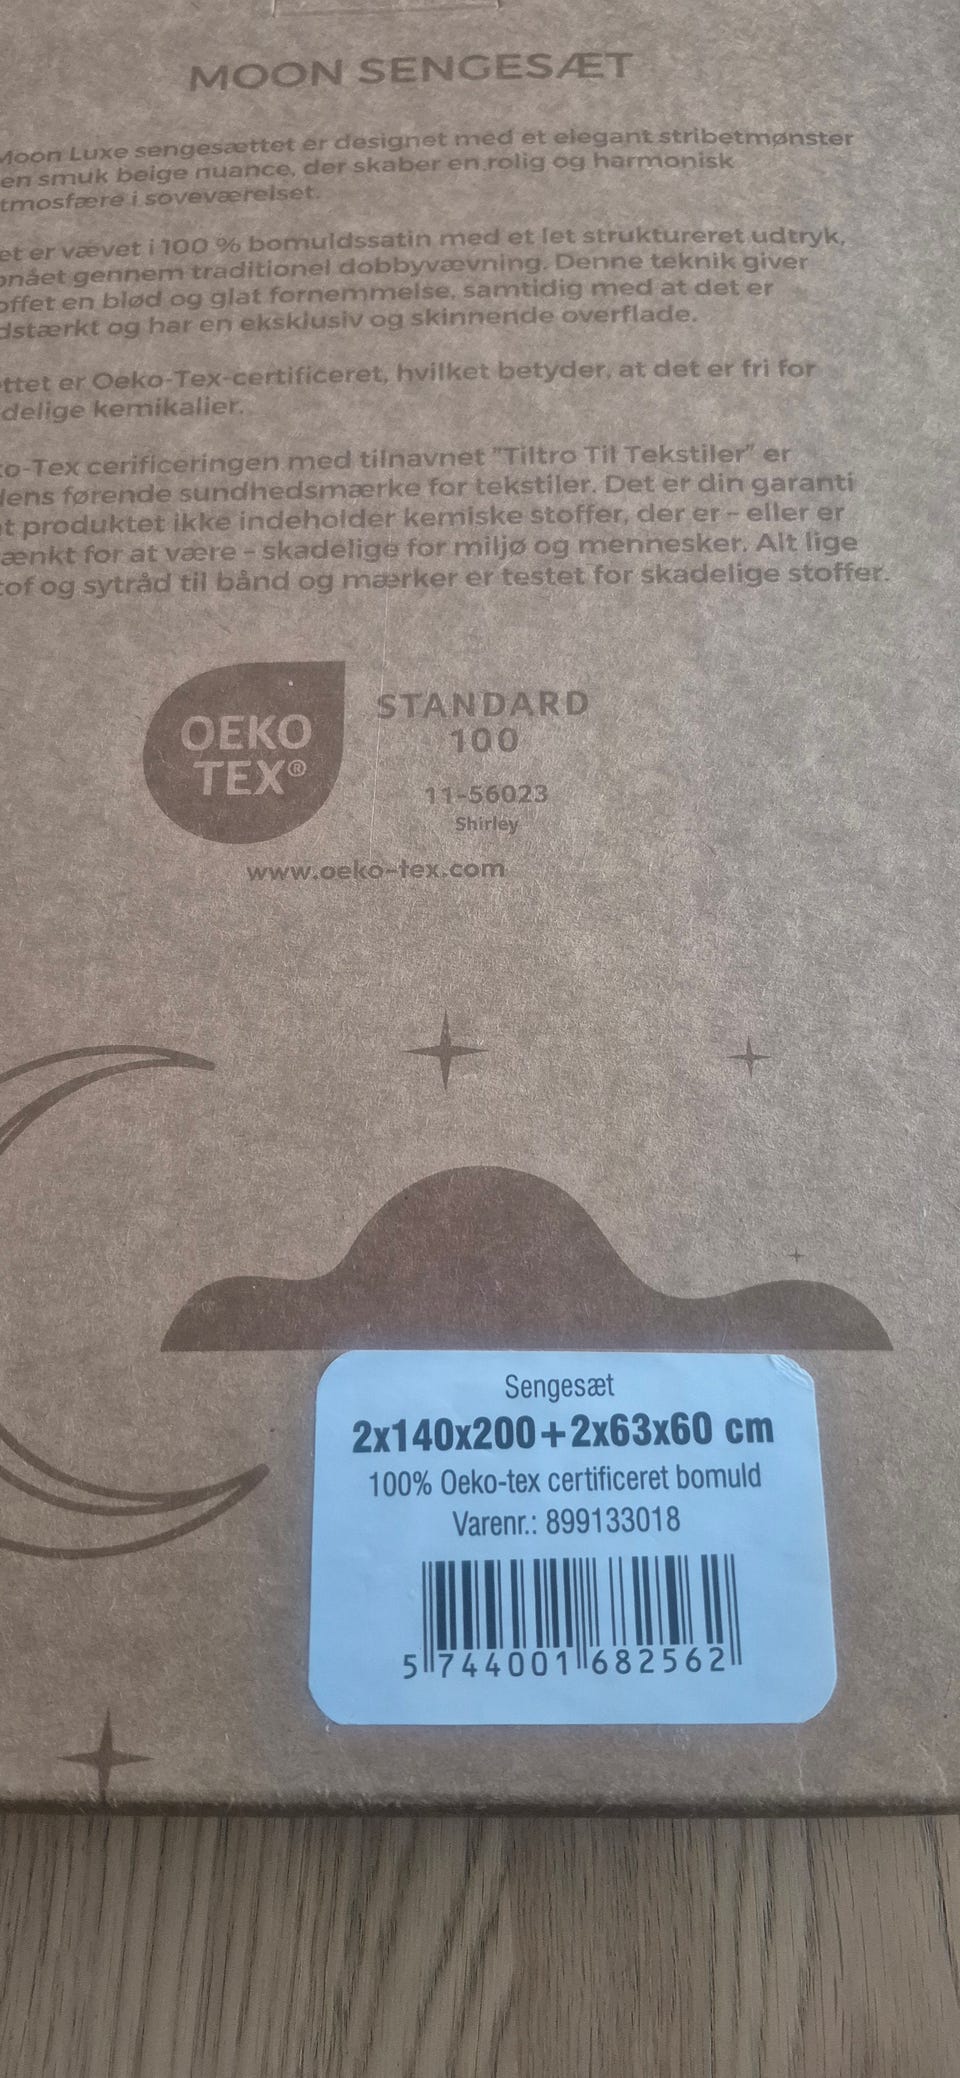 MOON SENGESÆT
Moon Luxe sengesættet er designet med et elegant stribetmønster
en smuk beige nuance, der skaber en rolig og harmonisk
tmosfære i soveværelset.
et er vævet i 100 % bomuldssatin med et let struktureret udtryk,
pnået gennem traditionel dobbyvævning. Denne teknik giver
offet en blød og glat fornemmelse, samtidig med at det er
dstærkt og har en eksklusiv og skinnende overflade.
ttet er Oeko-Tex-certificeret, hvilket betyder, at det er fri for
delige kemikalier.
ko-Tex cerificeringen med tilnavnet "Tiltro Til Tekstiler" er
dens førende sundhedsmærke for tekstiler. Det er din garanti
t produktet ikke indeholder kemiske stoffer, der er - eller er
ænkt for at være - skadelige for miljø og mennesker. Alt lige
tof og sytråd til bånd og mærker er testet for skadelige stoffer.
OEKO
TEX®
STANDARD
100
11-56023
Shirley
www.oeko-tex.com
Sengesæt
2x140x200+2x63x60 cm
100% Oeko-tex certificeret bomuld
Varenr.: 899133018
5 744001 682562